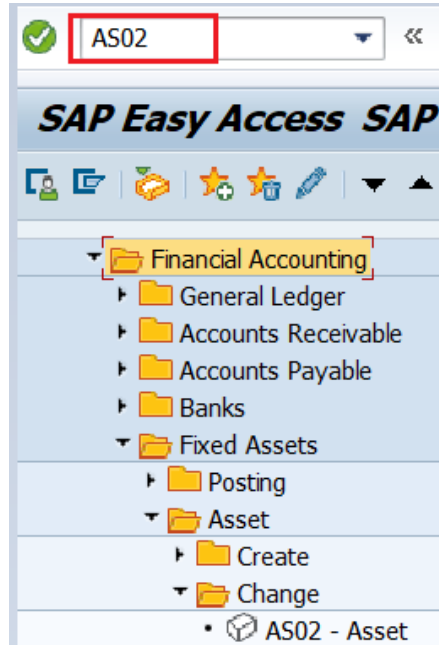 AS02
SAP Easy Access SAP
Financial Accounting
General Ledger
Accounts Receivable
Accounts Payable
Banks
Fixed Assets
Posting
Asset
Create
Change
AS02 - Asset